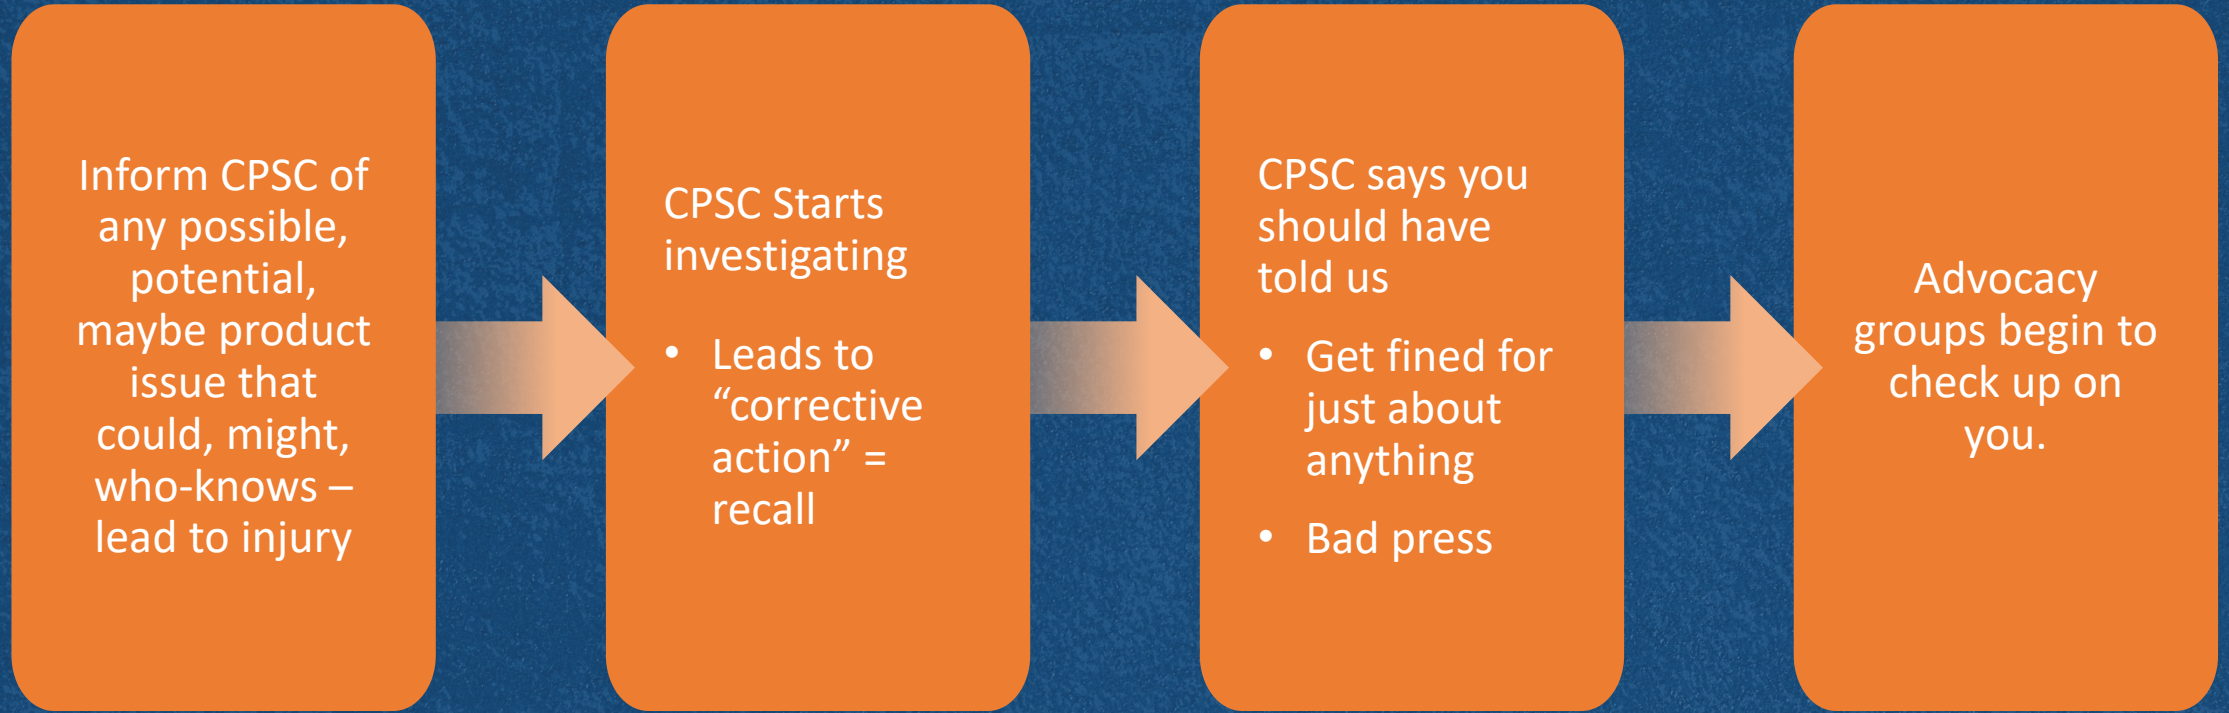 Inform CPSC of
any possible,
potential,
maybe product
issue that
could, might,
who-knows –
lead to injury
CPSC Starts
investigating
• Leads to
“corrective
action” =
recall
CPSC says you
should have
told us
• Get fined for
just about
anything
• Bad press
Advocacy
groups begin to
check up on
you.